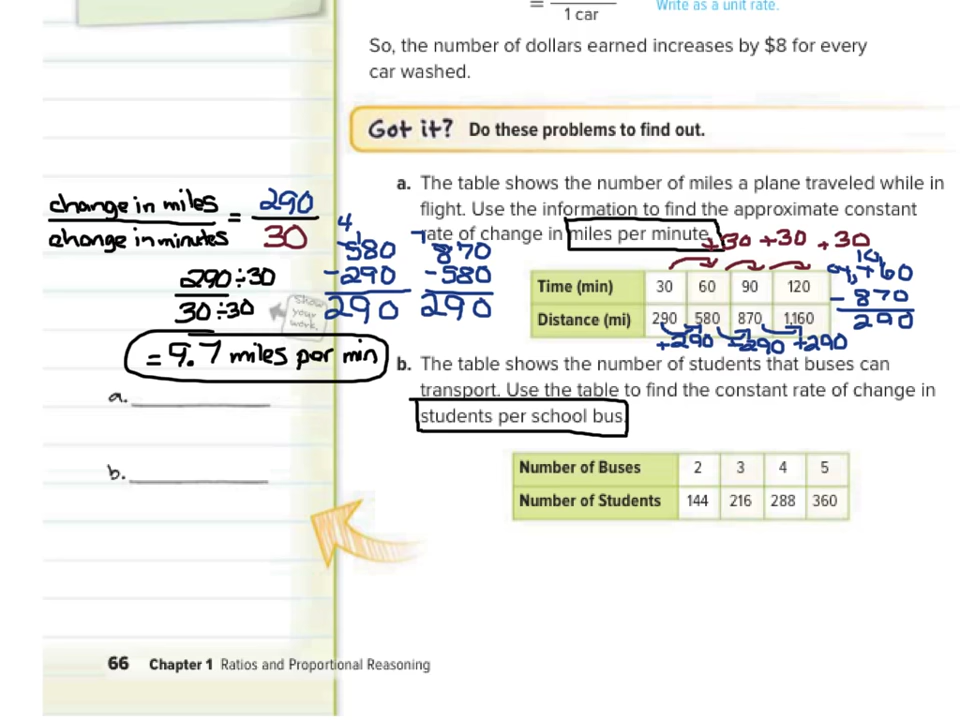 = 1 car Write as a unit rate.
So, the number of dollars earned increases by $8 for every
car washed.
Got it? Do these problems to find out.
a. The table shows the number of miles a plane traveled while in
flight. Use the information to find the approximate constant
rate of change in miles per minute.
+30 +30 +30
Time (min) 30 60 90 120
Distance (mi) 290 580 870 1,160
+290 +290 +290
change in miles = 290
change in minutes 30
290÷30
30÷30
= 9.7 miles per min
580
-290
290
870
-580
290
-870
290
show
your
work.
a.
b. The table shows the number of students that buses can
transport. Use the table to find the constant rate of change in
students per school bus.
b.
Number of Buses 2 3 4 5
Number of Students 144 216 288 360
66 Chapter 1 Ratios and Proportional Reasoning